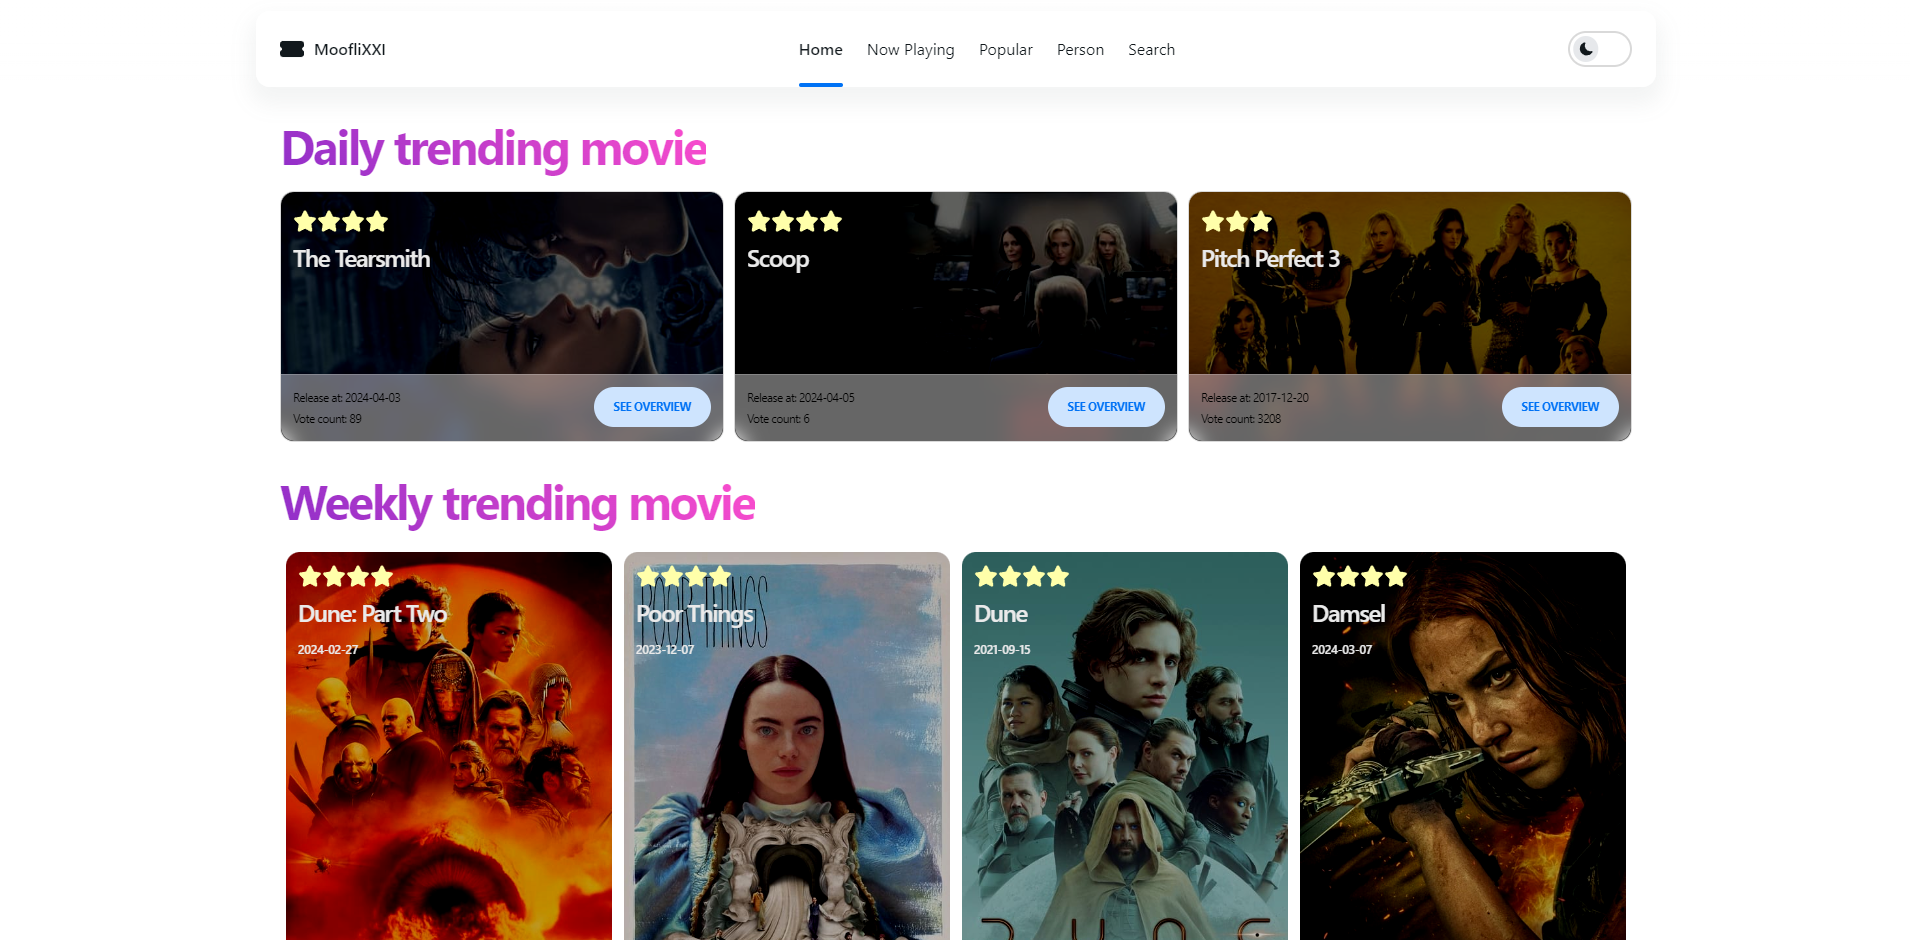 MoofliXXI
Home Now Playing Popular Person Search
Daily trending movie
The Tearsmith
Release at: 2024-04-03
Vote count: 89
SEE OVERVIEW
Scoop
Release at: 2024-04-05
Vote count: 6
SEE OVERVIEW
Pitch Perfect 3
Release at: 2017-12-20
Vote count: 3208
SEE OVERVIEW
Weekly trending movie
Dune: Part Two
2024-02-27
POOR THINGS
Poor Things
2023-12-07
Dune
2021-09-15
DUNE
Damsel
2024-03-07